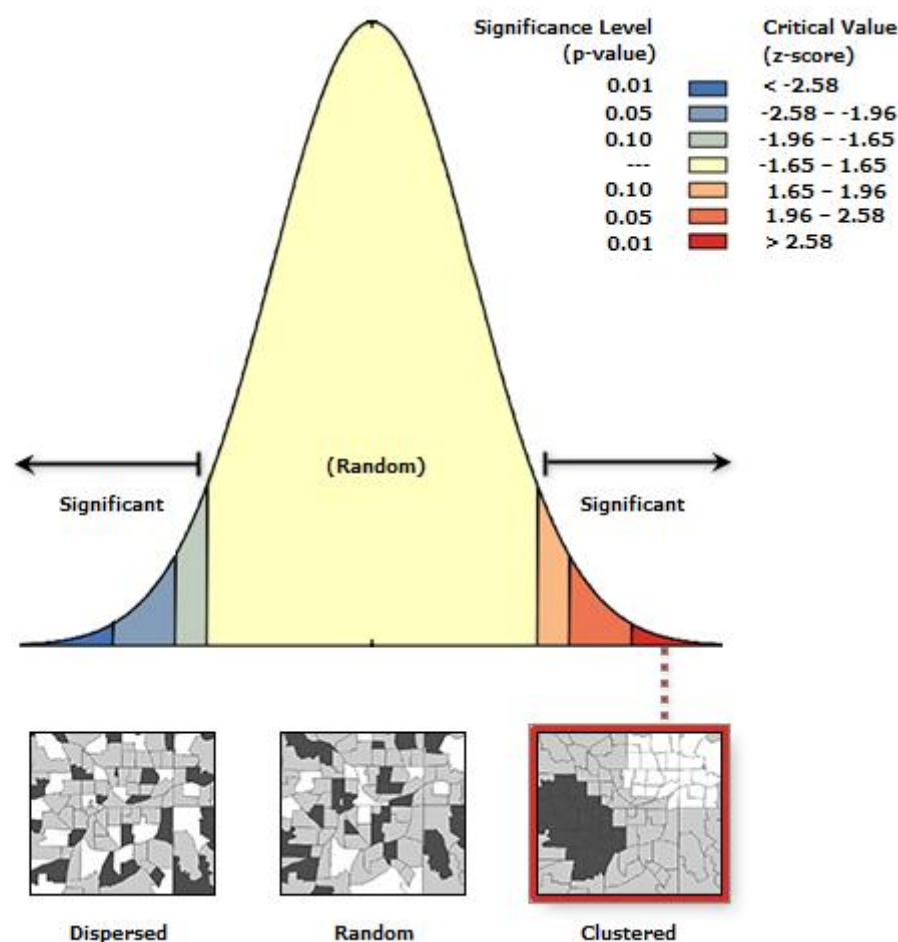 Significance Level Critical Value
(p-value) (z-score)
0.01 < -2.58
0.05 -2.58 – -1.96
0.10 -1.96 – -1.65
--- -1.65 – 1.65
0.10 1.65 – 1.96
0.05 1.96 – 2.58
0.01 > 2.58
(Random)
Significant Significant
Dispersed Random Clustered